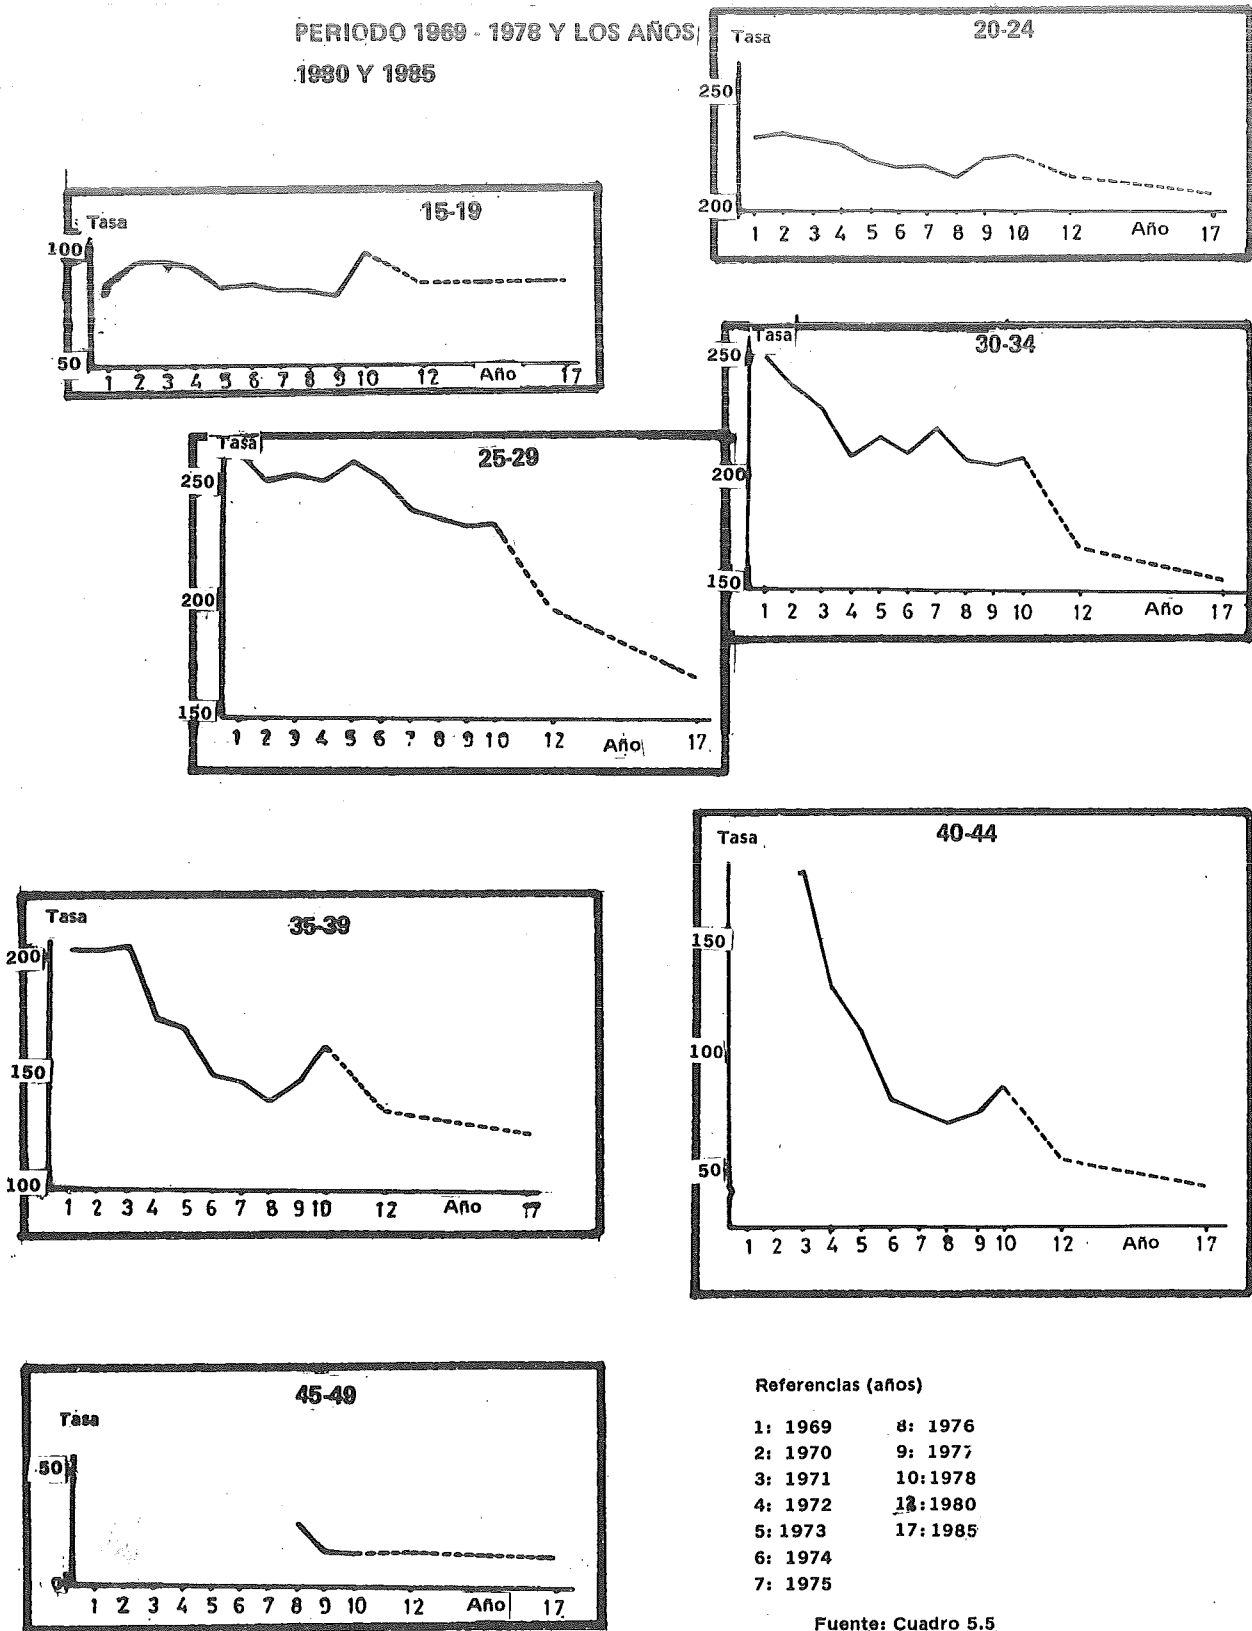 PERIODO 1969 - 1978 Y LOS AÑOS
1980 Y 1985
20-24
Tasa
250
200
1 2 3 4 5 6 7 8 9 10 12 Año 17
15-19
Tasa
100
50
1 2 3 4 5 6 7 8 9 10 12 Año 17
30-34
Tasa
250
200
150
1 2 3 4 5 6 7 8 9 10 12 Año 17
25-29
Tasa
250
200
150
1 2 3 4 5 6 7 8 9 10 12 Año 17
40-44
Tasa
150
100
50
1 2 3 4 5 6 7 8 9 10 12 Año 17
35-39
Tasa
200
150
100
1 2 3 4 5 6 7 8 9 10 12 Año 17
45-49
Tasa
50
0
1 2 3 4 5 6 7 8 9 10 12 Año 17
Referencias (años)
1: 1969 8: 1976
2: 1970 9: 1977
3: 1971 10: 1978
4: 1972 12: 1980
5: 1973 17: 1985
6: 1974
7: 1975
Fuente: Cuadro 5.5